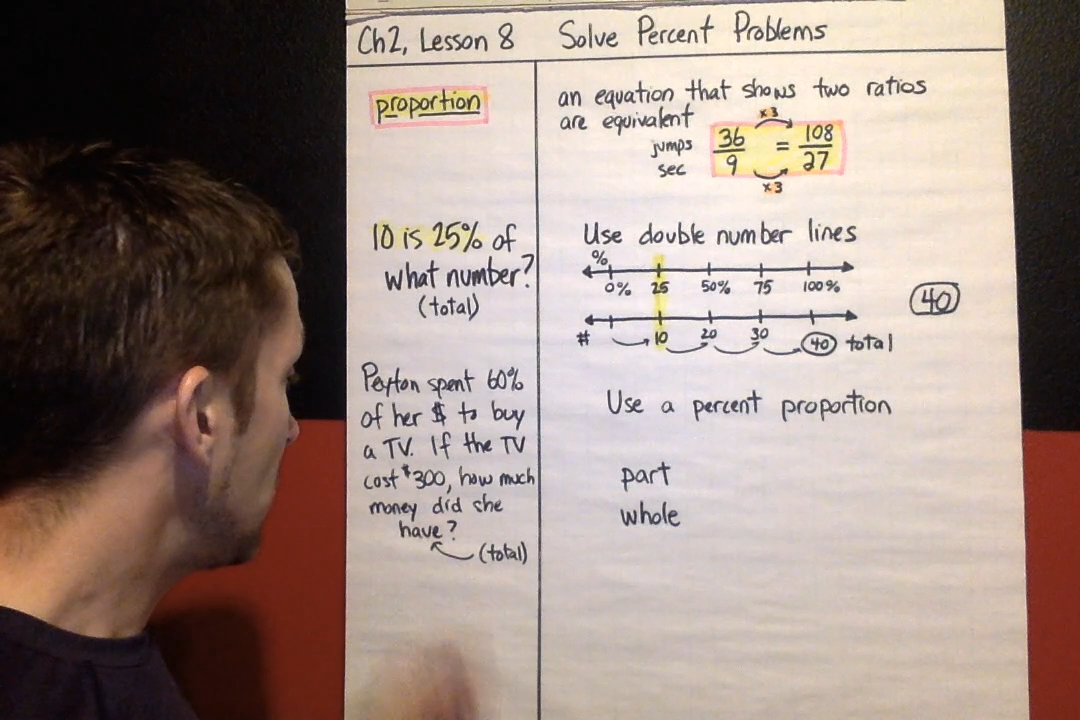 Ch2, Lesson 8 Solve Percent Problems
proportion
an equation that shows two ratios
are equivalent
x3
jumps 36 = 108
sec 9 27
x3
10 is 25% of
what number?
(total)
Use double number lines
%
0% 25 50% 75 100%
# 10 20 30 40 total
40
Peyton spent 60%
of her $ to buy
a TV. If the TV
cost $300, how much
money did she
have?
(total)
Use a percent proportion
part
whole